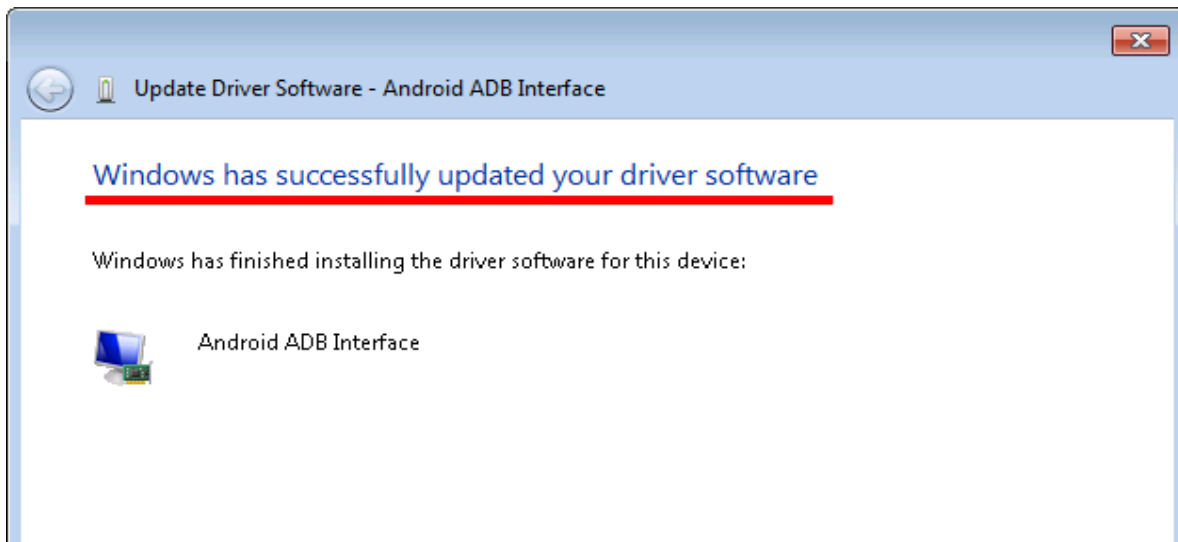 Update Driver Software - Android ADB Interface
Windows has successfully updated your driver software
Windows has finished installing the driver software for this device:
Android ADB Interface